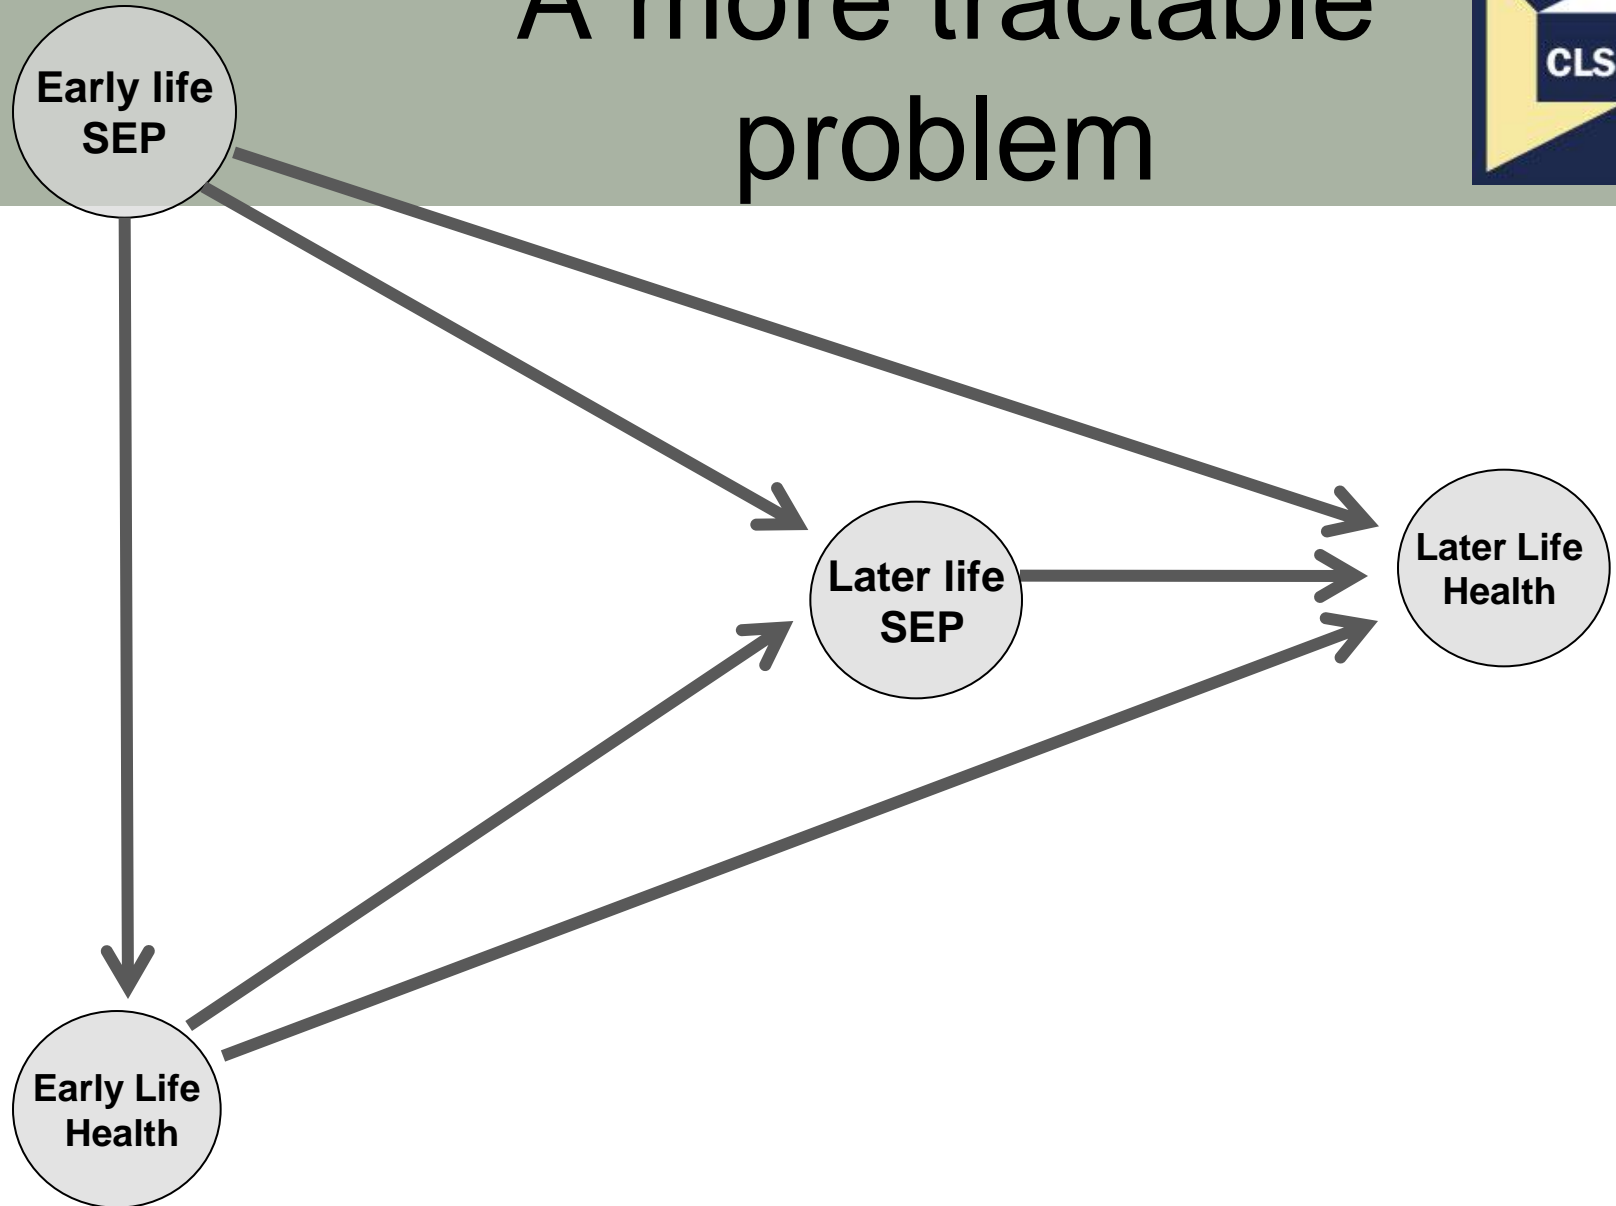 A more tractable
problem
CLS
Early life
SEP
Later life
SEP
Later Life
Health
Early Life
Health